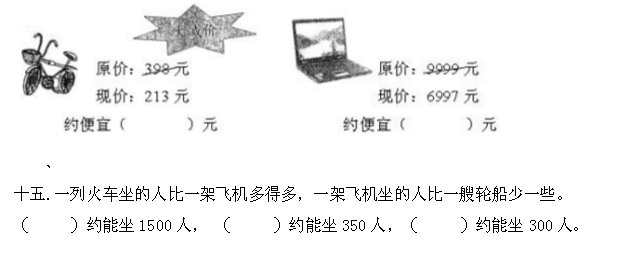 大减价
原价：398元
原价：9999元
现价：213元
现价：6997元
约便宜（　　）元
约便宜（　　）元
、
十五.一列火车坐的人比一架飞机多得多，一架飞机坐的人比一艘轮船少一些。
（　　）约能坐1500人，（　　）约能坐350人，（　　）约能坐300人。